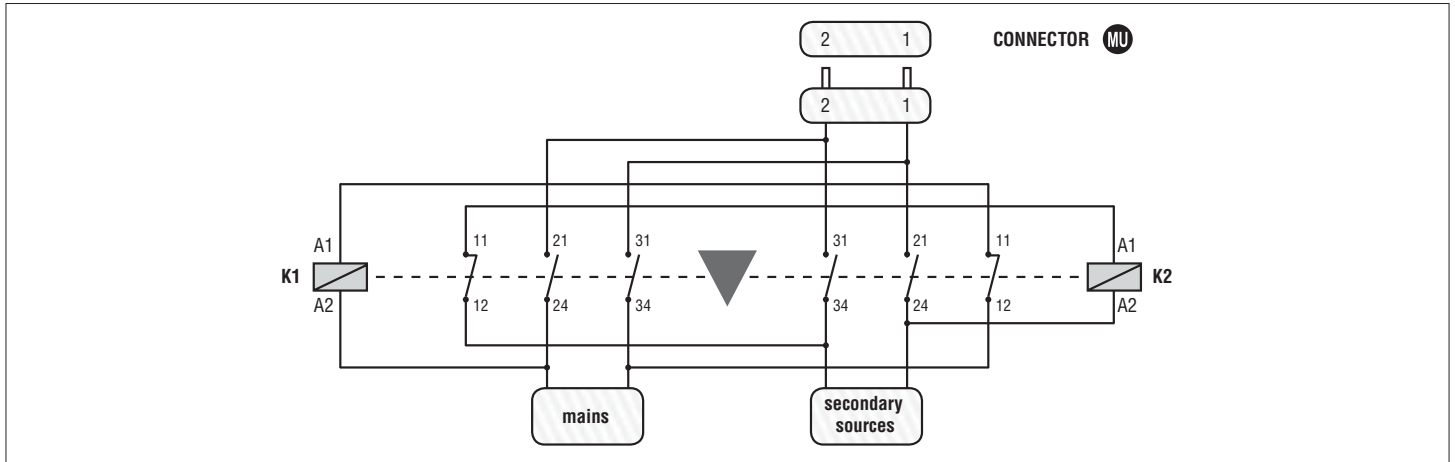 2 1 CONNECTOR MU
2 1
11 21 31 31 21 11
A1 A1
K1 K2
A2 A2
12 24 34 34 24 12
mains
secondary
sources